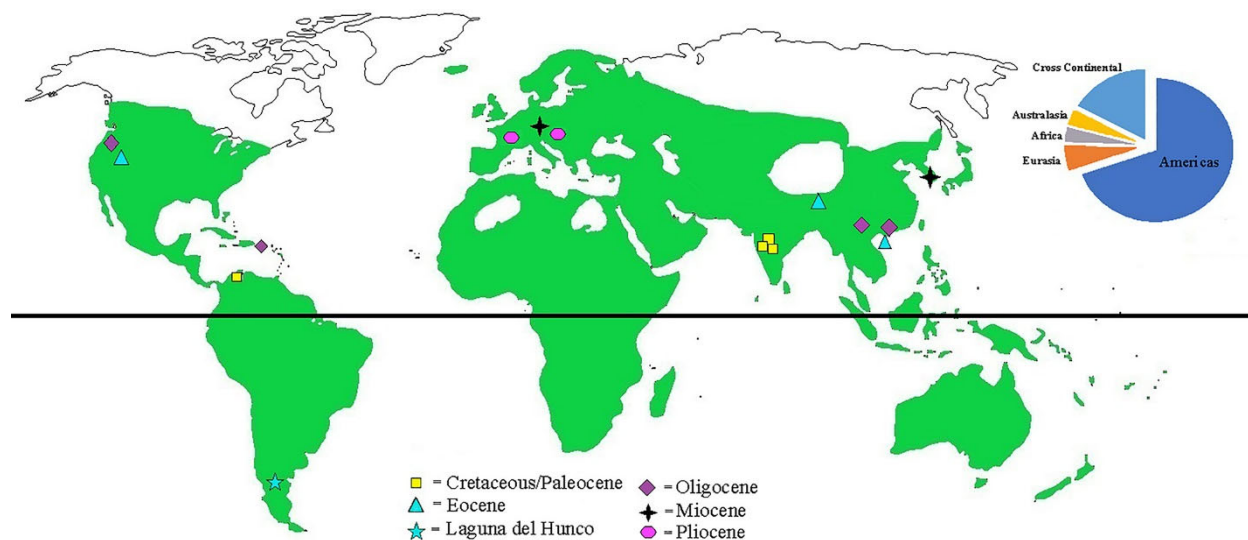 Cross Continental
Australasia
Africa
Eurasia
Americas
= Cretaceous/Paleocene
= Eocene
= Laguna del Hunco
= Oligocene
= Miocene
= Pliocene